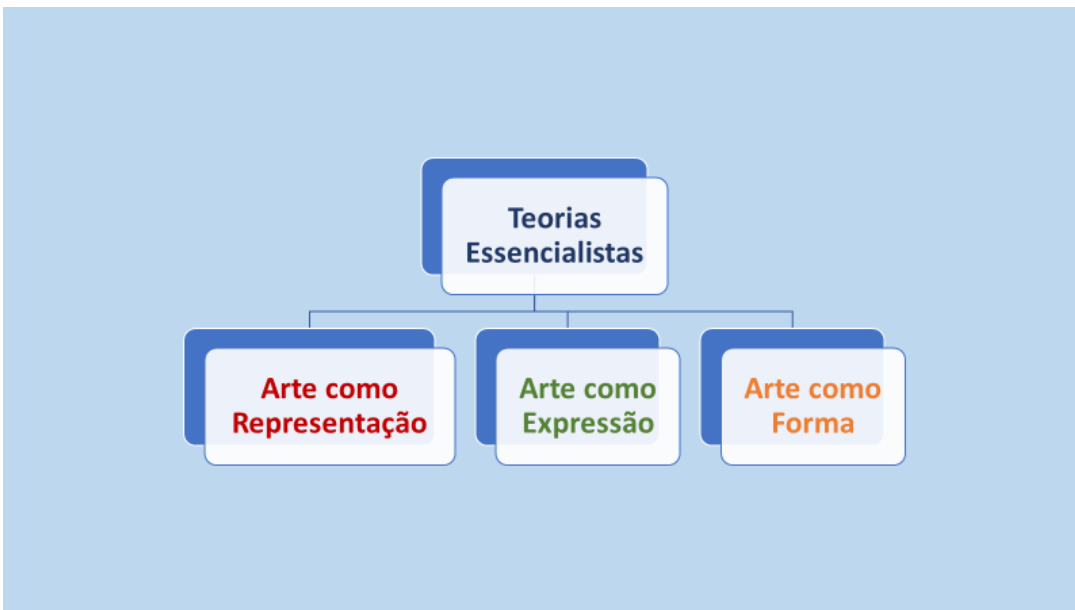 Teorias
Essencialistas
Arte como
Representação
Arte como
Expressão
Arte como
Forma